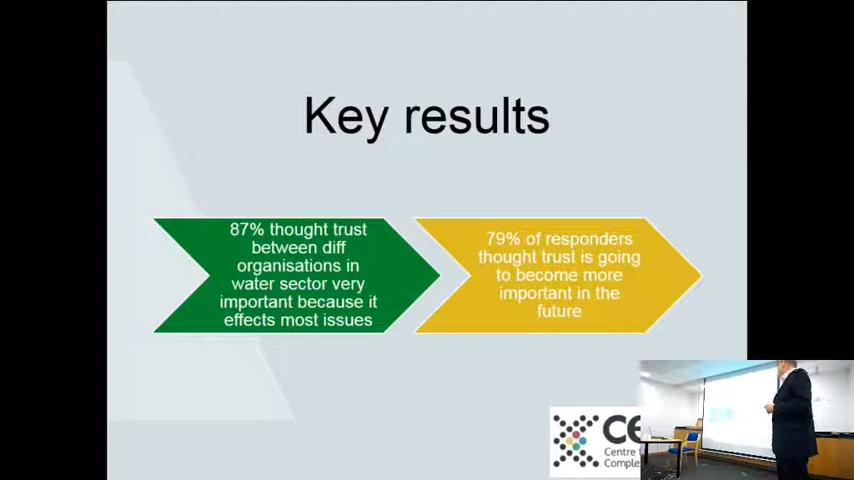 Key results
87% thought trust
between diff
organisations in
water sector very
important because it
effects most issues
79% of responders
thought trust is going
to become more
important in the
future
Centre